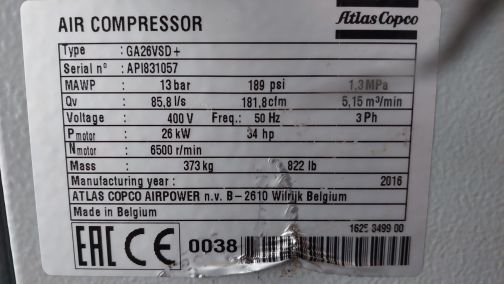 AIR COMPRESSOR
Atlas Copco
Type : GA26VSD+
Serial n° : API831057
MAWP 13 bar 189 psi 1,3 MPa
Qv 85,8 l/s 181,8cfm 5,15 m³/min
Voltage 400 V Freq.: 50 Hz 3 Ph
Pmotor 26 kW 34 hp
Nmotor 6500 r/min
Mass 373 kg 822 lb
Manufacturing year : 2016
ATLAS COPCO AIRPOWER n.v. B–2610 Wilrijk Belgium
Made in Belgium
1625 3499 00
EAC CE 0038